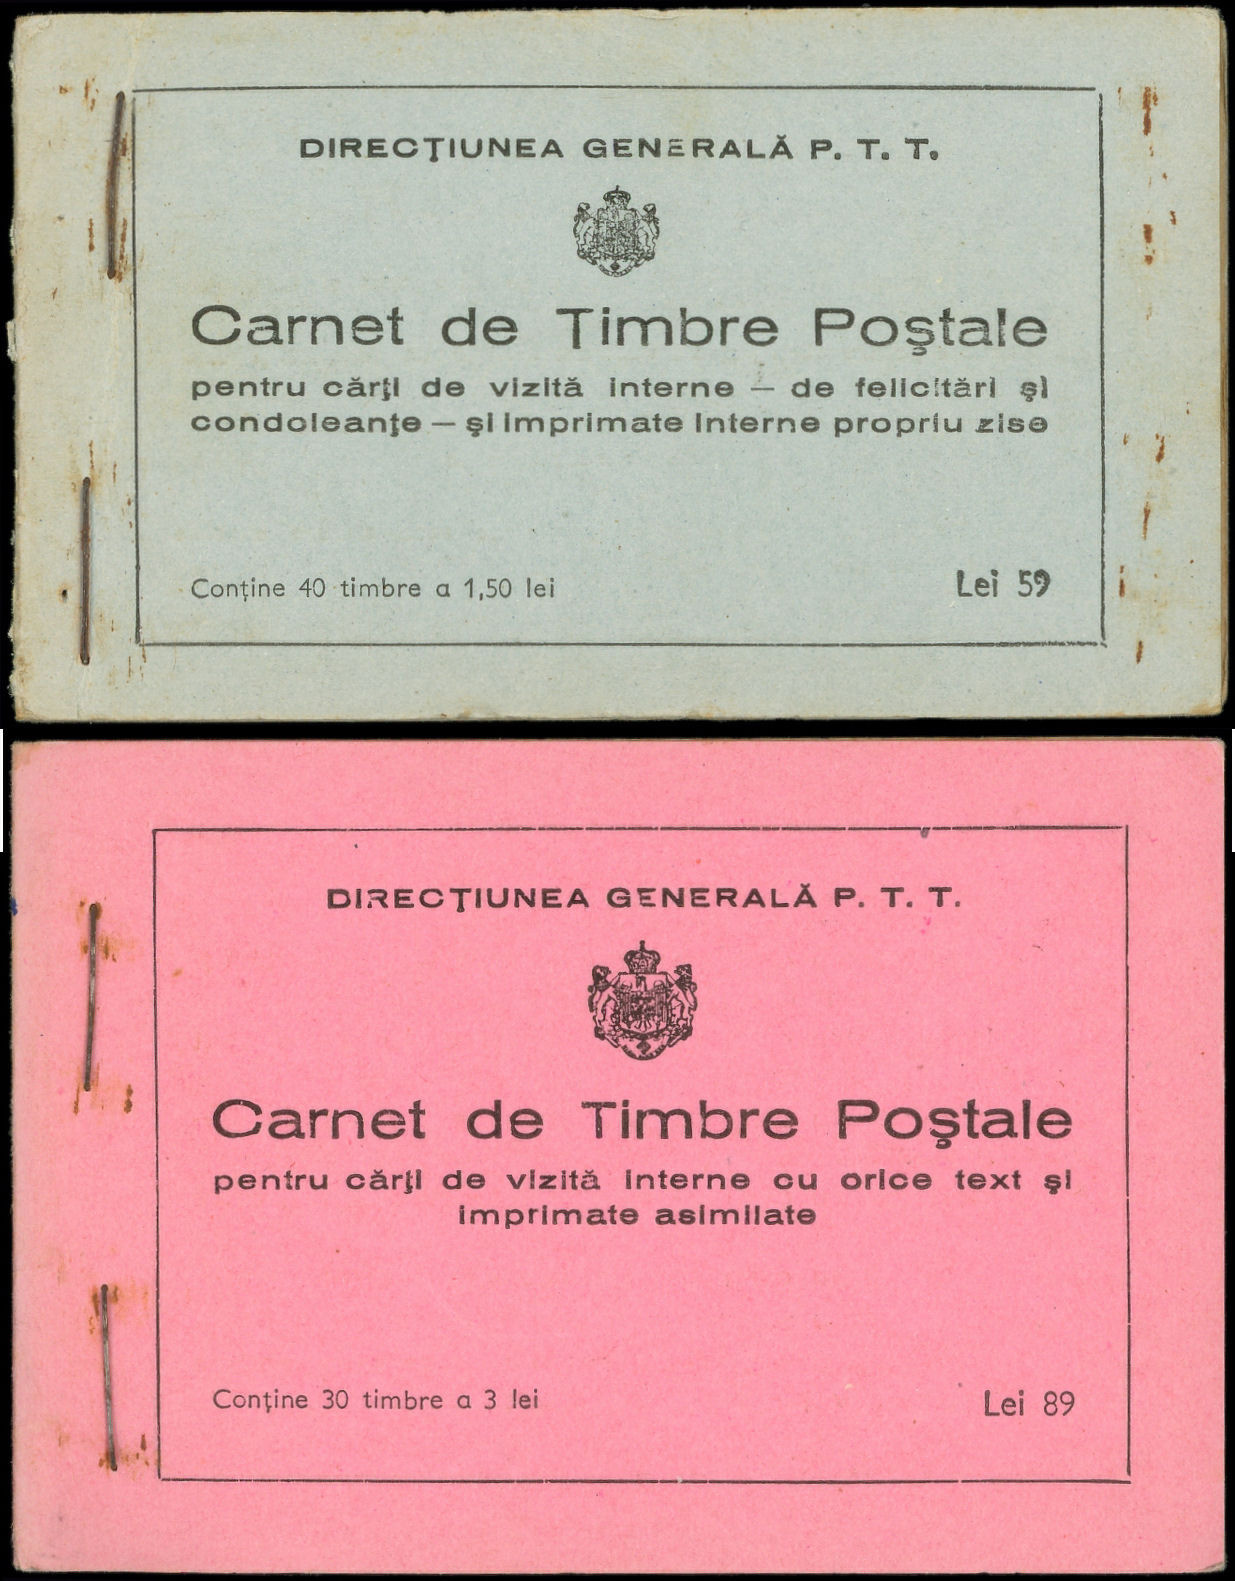 DIRECŢIUNEA GENERALĂ P. T. T.
Carnet de Timbre Poştale
pentru cărţi de vizită interne — de felicitări şi
condoleanţe — şi imprimate interne propriu zise
Conţine 40 timbre a 1,50 lei
Lei 59
DIRECŢIUNEA GENERALĂ P. T. T.
Carnet de Timbre Poştale
pentru cărţi de vizită interne cu orice text şi
imprimate asimilate
Conţine 30 timbre a 3 lei
Lei 89